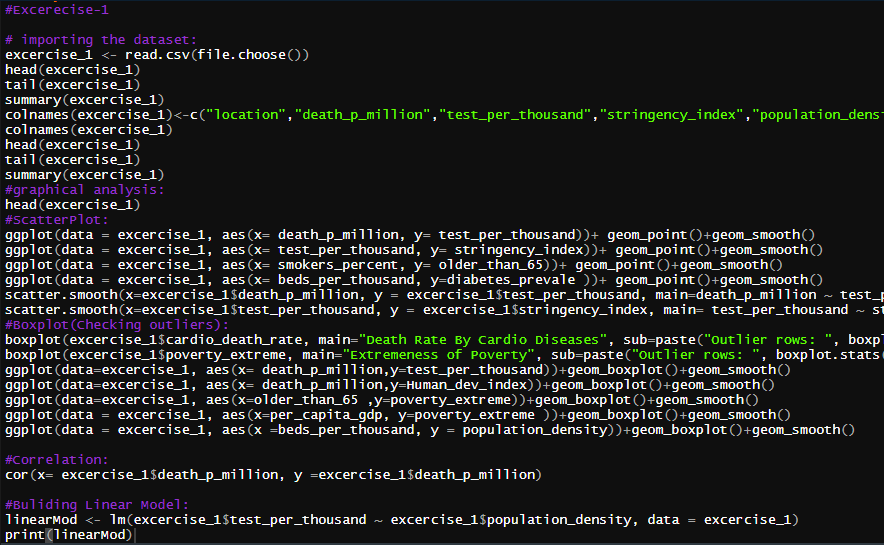 #Excerecise-1
# importing the dataset:
excercise_1 <- read.csv(file.choose())
head(excercise_1)
tail(excercise_1)
summary(excercise_1)
colnames(excercise_1)<-c("location","death_p_million","test_per_thousand","stringency_index","population_densi
colnames(excercise_1)
head(excercise_1)
tail(excercise_1)
summary(excercise_1)
#graphical analysis:
head(excercise_1)
#ScatterPlot:
ggplot(data = excercise_1, aes(x= death_p_million, y= test_per_thousand))+ geom_point()+geom_smooth()
ggplot(data = excercise_1, aes(x= test_per_thousand, y= stringency_index))+ geom_point()+geom_smooth()
ggplot(data = excercise_1, aes(x= smokers_percent, y= older_than_65))+ geom_point()+geom_smooth()
ggplot(data = excercise_1, aes(x= beds_per_thousand, y=diabetes_prevale ))+ geom_point()+geom_smooth()
scatter.smooth(x=excercise_1$death_p_million, y = excercise_1$test_per_thousand, main=death_p_million ~ test_p
scatter.smooth(x=excercise_1$test_per_thousand, y = excercise_1$stringency_index, main= test_per_thousand ~ st
#Boxplot(Checking outliers):
boxplot(excercise_1$cardio_death_rate, main="Death Rate By Cardio Diseases", sub=paste("Outlier rows: ", boxpl
boxplot(excercise_1$poverty_extreme, main="Extremeness of Poverty", sub=paste("Outlier rows: ", boxplot.stats(
ggplot(data=excercise_1, aes(x= death_p_million,y=test_per_thousand))+geom_boxplot()+geom_smooth()
ggplot(data=excercise_1, aes(x= death_p_million,y=Human_dev_index))+geom_boxplot()+geom_smooth()
ggplot(data=excercise_1, aes(x=older_than_65 ,y=poverty_extreme))+geom_boxplot()+geom_smooth()
ggplot(data = excercise_1, aes(x=per_capita_gdp, y=poverty_extreme ))+geom_boxplot()+geom_smooth()
ggplot(data = excercise_1, aes(x =beds_per_thousand, y = population_density))+geom_boxplot()+geom_smooth()
#Correlation:
cor(x= excercise_1$death_p_million, y =excercise_1$death_p_million)
#Buliding Linear Model:
linearMod <- lm(excercise_1$test_per_thousand ~ excercise_1$population_density, data = excercise_1)
print(linearMod)